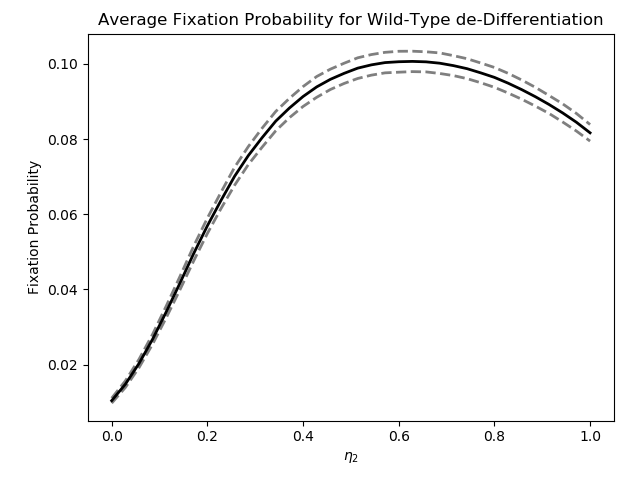 Average Fixation Probability for Wild-Type de-Differentiation
0.10
0.08
0.06
0.04
0.02
Fixation Probability
0.0 0.2 0.4 0.6 0.8 1.0
η₂